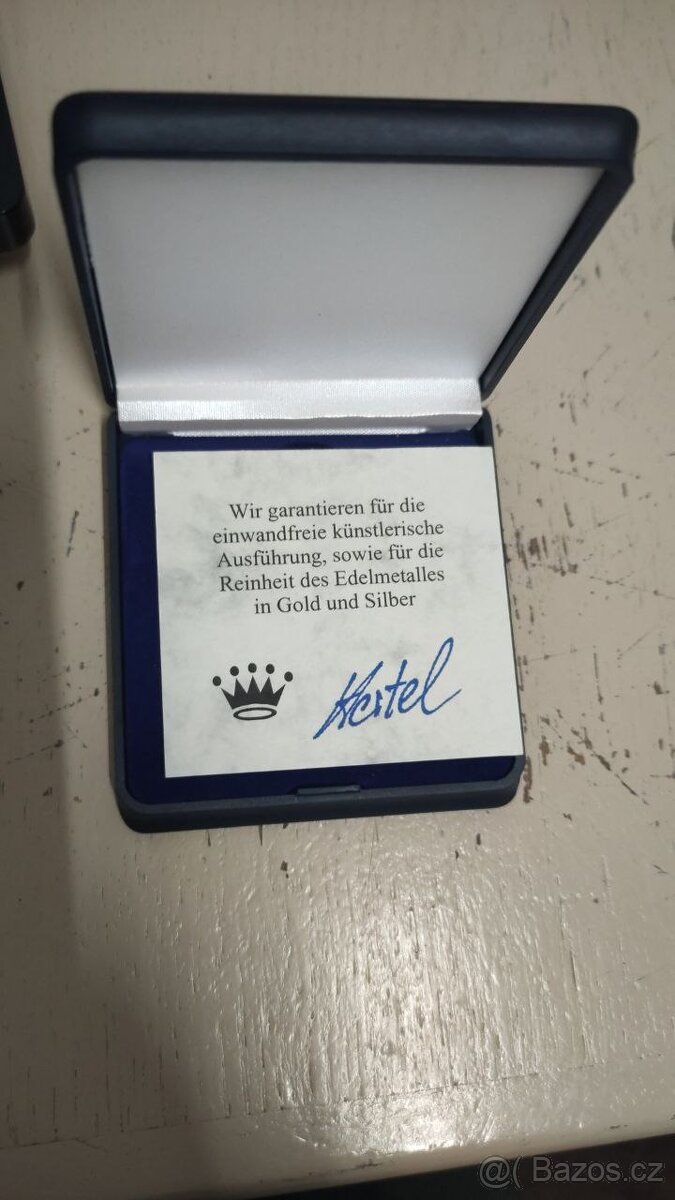 Wir garantieren für die
einwandfreie künstlerische
Ausführung, sowie für die
Reinheit des Edelmetalles
in Gold und Silber
@( Bazos.cz